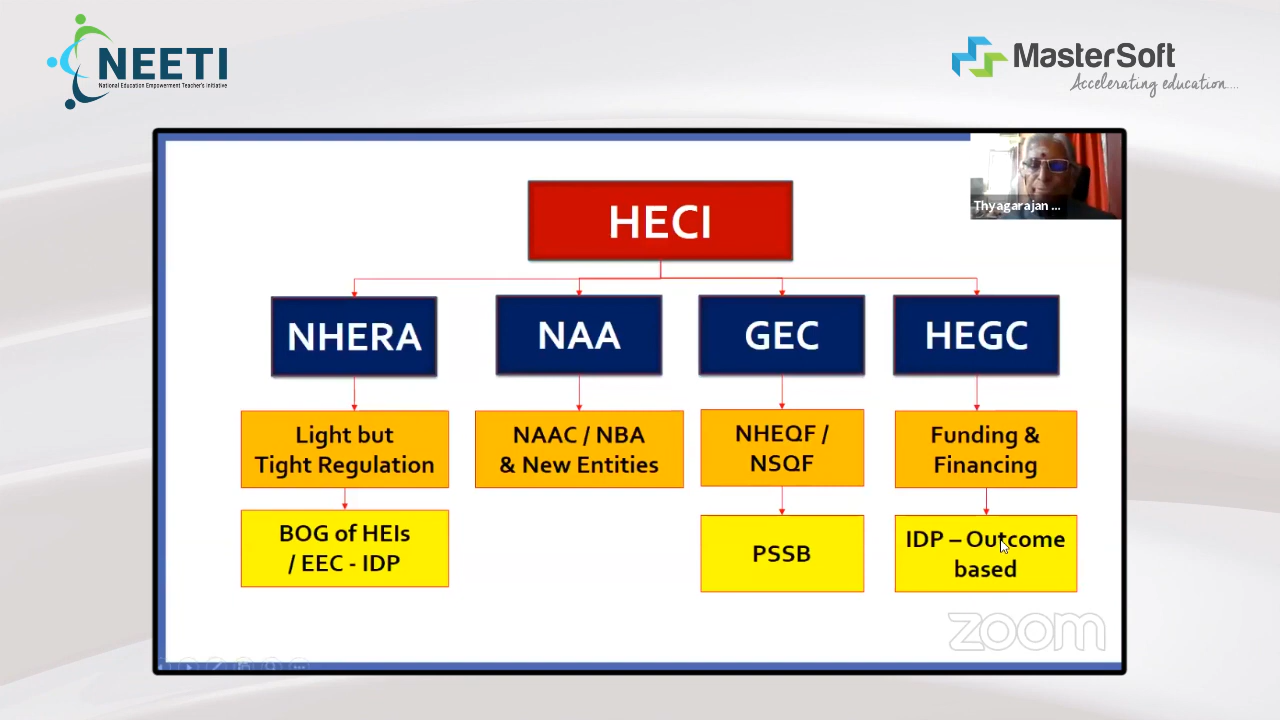 NEETI
National Education Empowerment Teacher's Initiative
MasterSoft
Accelerating education....
Thyagarajan ...
HECI
NHERA
NAA
GEC
HEGC
Light but
Tight Regulation
NAAC / NBA
& New Entities
NHEQF /
NSQF
Funding &
Financing
BOG of HEIs
/ EEC - IDP
PSSB
IDP – Outcome
based
zoom